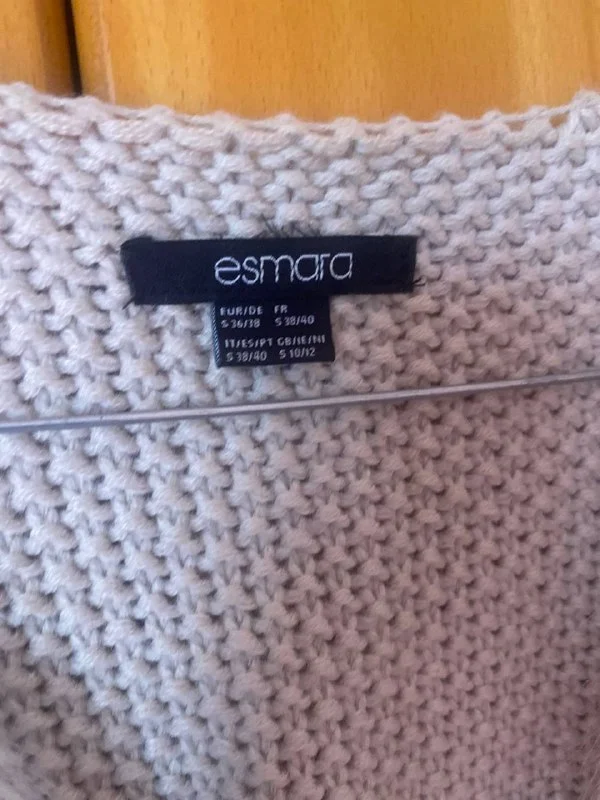 esmara
EUR/DE FR
S 36/38 S 38/40
IT/ES/PT GB/IE/NI
S 38/40 S 10/12